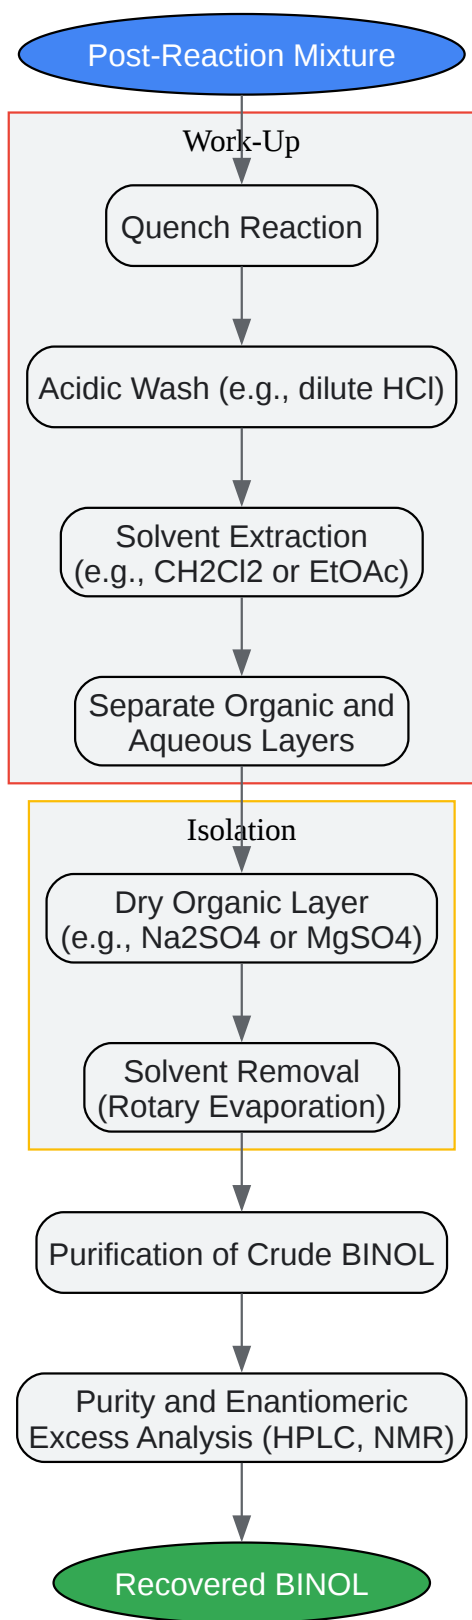 Post-Reaction Mixture
Work-Up
Quench Reaction
Acidic Wash (e.g., dilute HCl)
Solvent Extraction
(e.g., CH2Cl2 or EtOAc)
Separate Organic and
Aqueous Layers
Isolation
Dry Organic Layer
(e.g., Na2SO4 or MgSO4)
Solvent Removal
(Rotary Evaporation)
Purification of Crude BINOL
Purity and Enantiomeric
Excess Analysis (HPLC, NMR)
Recovered BINOL